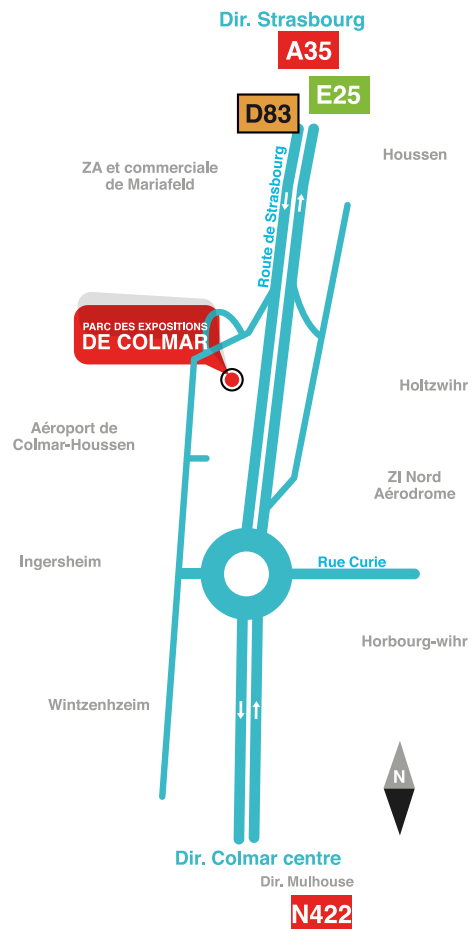 Dir. Strasbourg
A35
E25
D83
Houssen
ZA et commerciale
de Mariafeld
Route de Strasbourg
PARC DES EXPOSITIONS
DE COLMAR
Holtzwihr
Aéroport de
Colmar-Houssen
ZI Nord
Aérodrome
Ingersheim
Rue Curie
Horbourg-wihr
Wintzenhzeim
N
Dir. Colmar centre
Dir. Mulhouse
N422